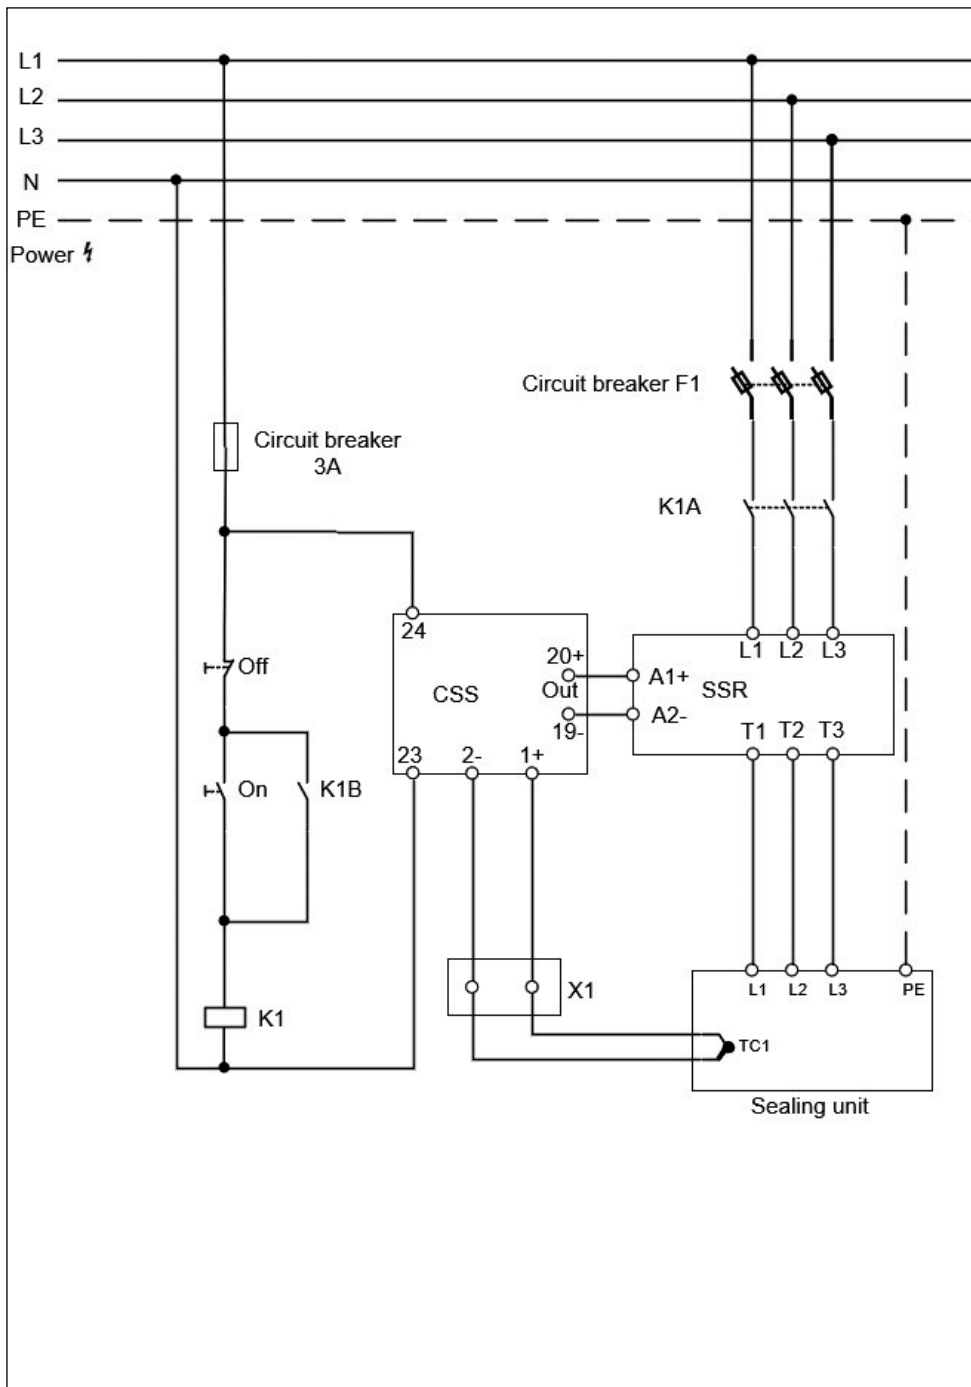 L1
L2
L3
N
PE
Power
Circuit breaker F1
Circuit breaker
3A
K1A
24
20+
L1 L2 L3
Off
CSS
Out
A1+
SSR
A2-
19-
T1 T2 T3
23 2- 1+
On
K1B
X1
L1 L2 L3 PE
K1
TC1
Sealing unit